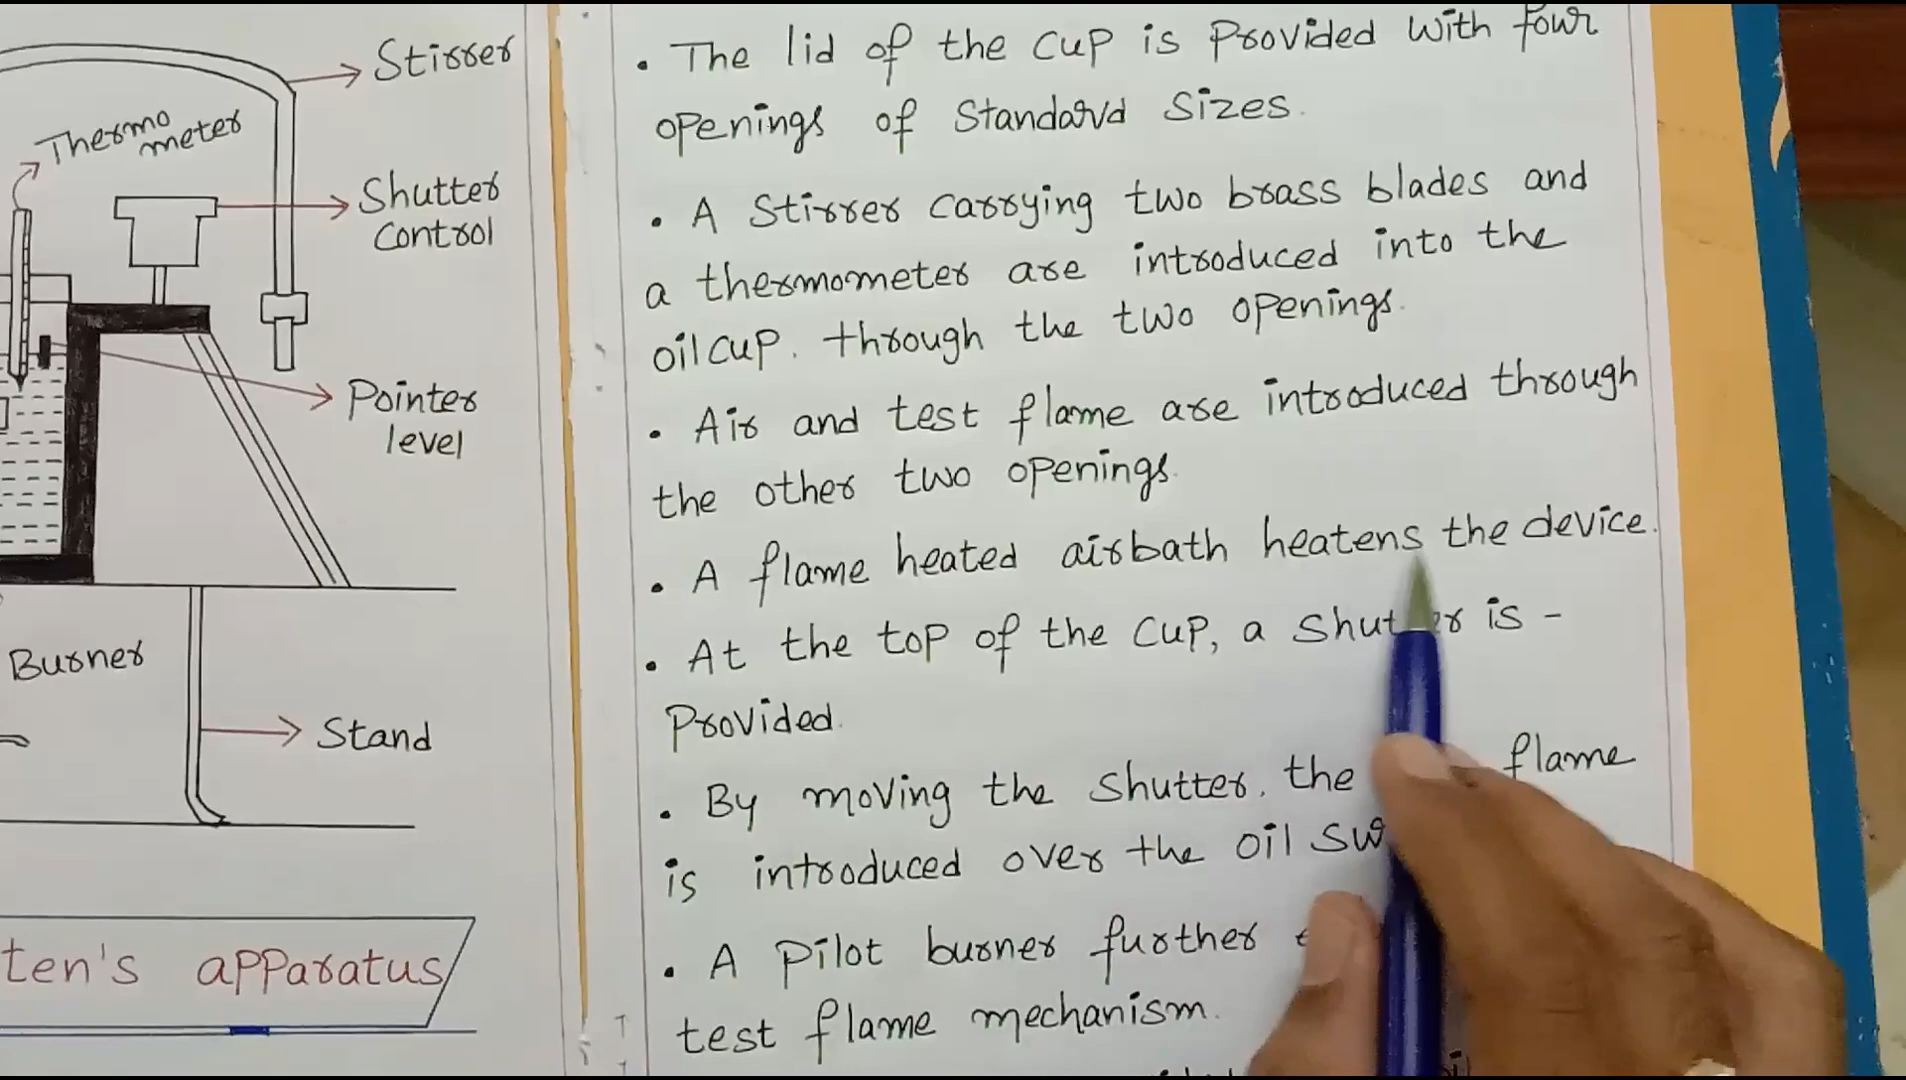 Stirrer
Thermo
meter
Shutter
control
Pointer
level
Burner
Stand
ten's apparatus
. The lid of the cup is provided with four
openings of standard sizes.
. A stirrer carrying two brass blades and
a thermometer are introduced into the
oil cup. through the two openings.
. Air and test flame are introduced through
the other two openings.
. A flame heated airbath heatens the device.
. At the top of the cup, a shutter is -
provided.
. By moving the shutter, the flame
is introduced over the oil
. A pilot burner further
test flame mechanism.